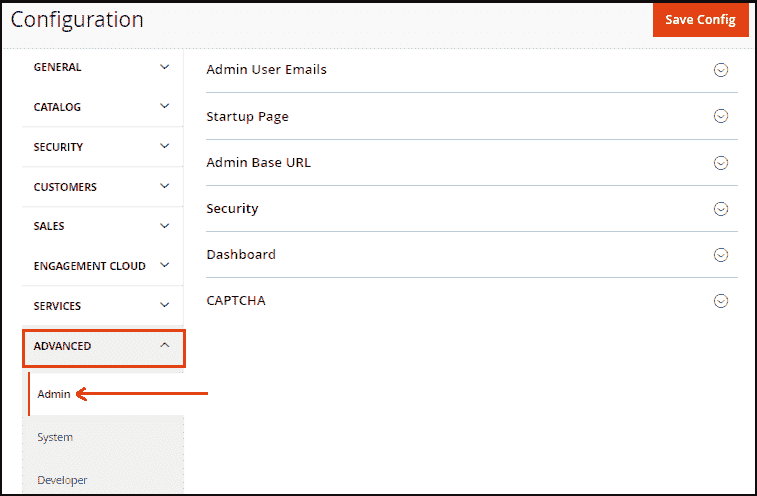 Configuration
Save Config
GENERAL
CATALOG
SECURITY
CUSTOMERS
SALES
ENGAGEMENT CLOUD
SERVICES
ADVANCED
Admin
System
Developer
Admin User Emails
Startup Page
Admin Base URL
Security
Dashboard
CAPTCHA